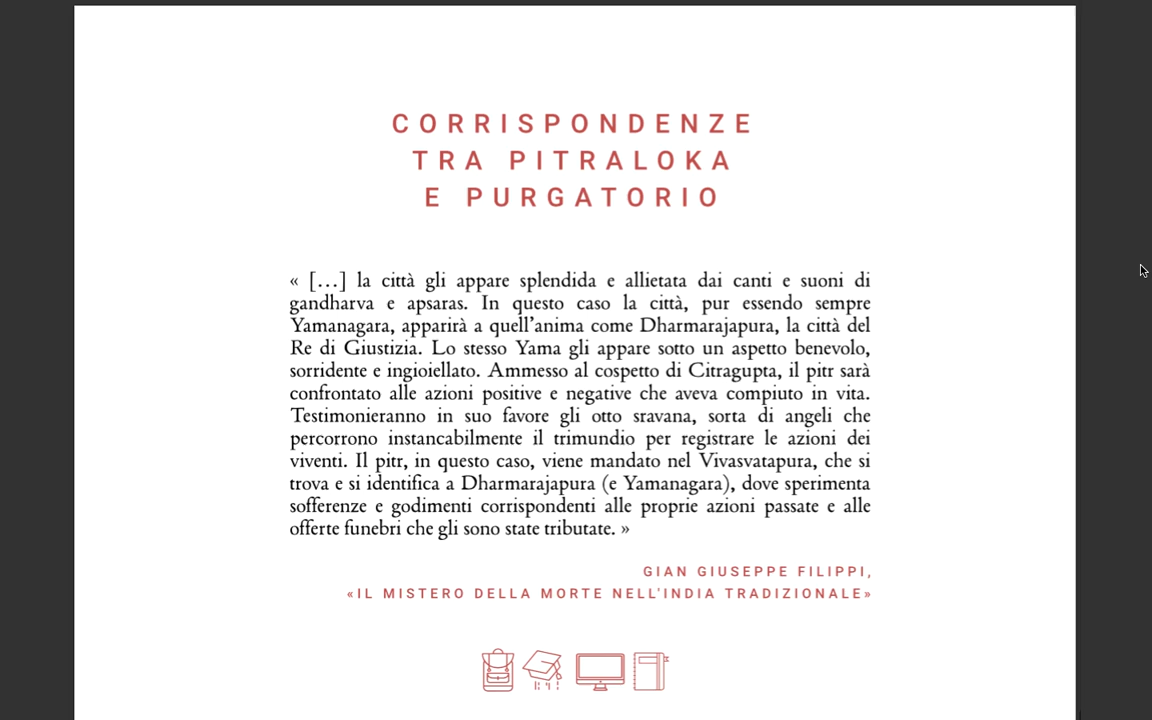 CORRISPONDENZE
TRA PITRALOKA
E PURGATORIO
« […] la città gli appare splendida e allietata dai canti e suoni di
gandharva e apsaras. In questo caso la città, pur essendo sempre
Yamanagara, apparirà a quell’anima come Dharmarajapura, la città del
Re di Giustizia. Lo stesso Yama gli appare sotto un aspetto benevolo,
sorridente e ingioiellato. Ammesso al cospetto di Citragupta, il pitr sarà
confrontato alle azioni positive e negative che aveva compiuto in vita.
Testimonieranno in suo favore gli otto sravana, sorta di angeli che
percorrono instancabilmente il trimundio per registrare le azioni dei
viventi. Il pitr, in questo caso, viene mandato nel Vivasvatapura, che si
trova e si identifica a Dharmarajapura (e Yamanagara), dove sperimenta
sofferenze e godimenti corrispondenti alle proprie azioni passate e alle
offerte funebri che gli sono state tributate. »
GIAN GIUSEPPE FILIPPI,
«IL MISTERO DELLA MORTE NELL'INDIA TRADIZIONALE»